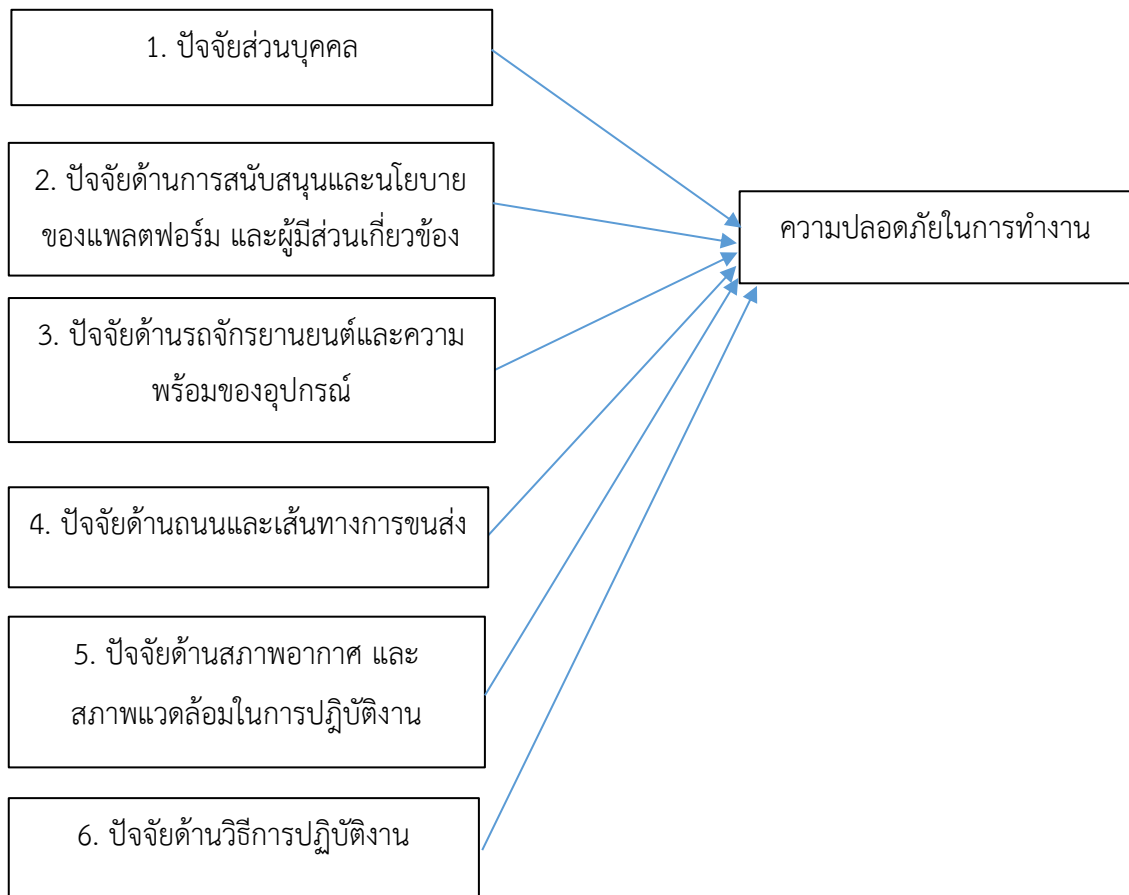 1. ปัจจัยส่วนบุคคล
2. ปัจจัยด้านการสนับสนุนและนโยบาย
ของแพลตฟอร์ม และผู้มีส่วนเกี่ยวข้อง
ความปลอดภัยในการทำงาน
3. ปัจจัยด้านรถจักรยานยนต์และความ
พร้อมของอุปกรณ์
4. ปัจจัยด้านถนนและเส้นทางการขนส่ง
5. ปัจจัยด้านสภาพอากาศ และ
สภาพแวดล้อมในการปฎิบัติงาน
6. ปัจจัยด้านวิธีการปฏิบัติงาน